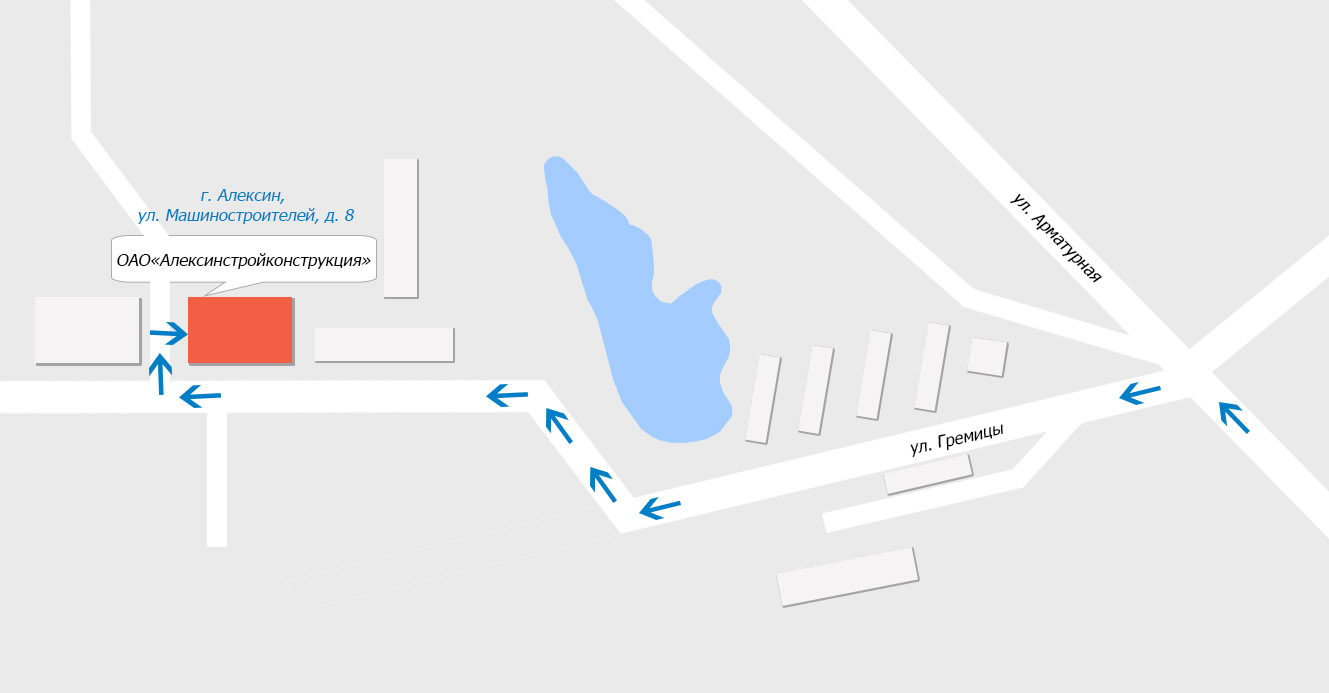 г. Алексин,
ул. Машиностроителей, д. 8
ОАО«Алексинстройконструкция»
ул. Арматурная
ул. Гремицы